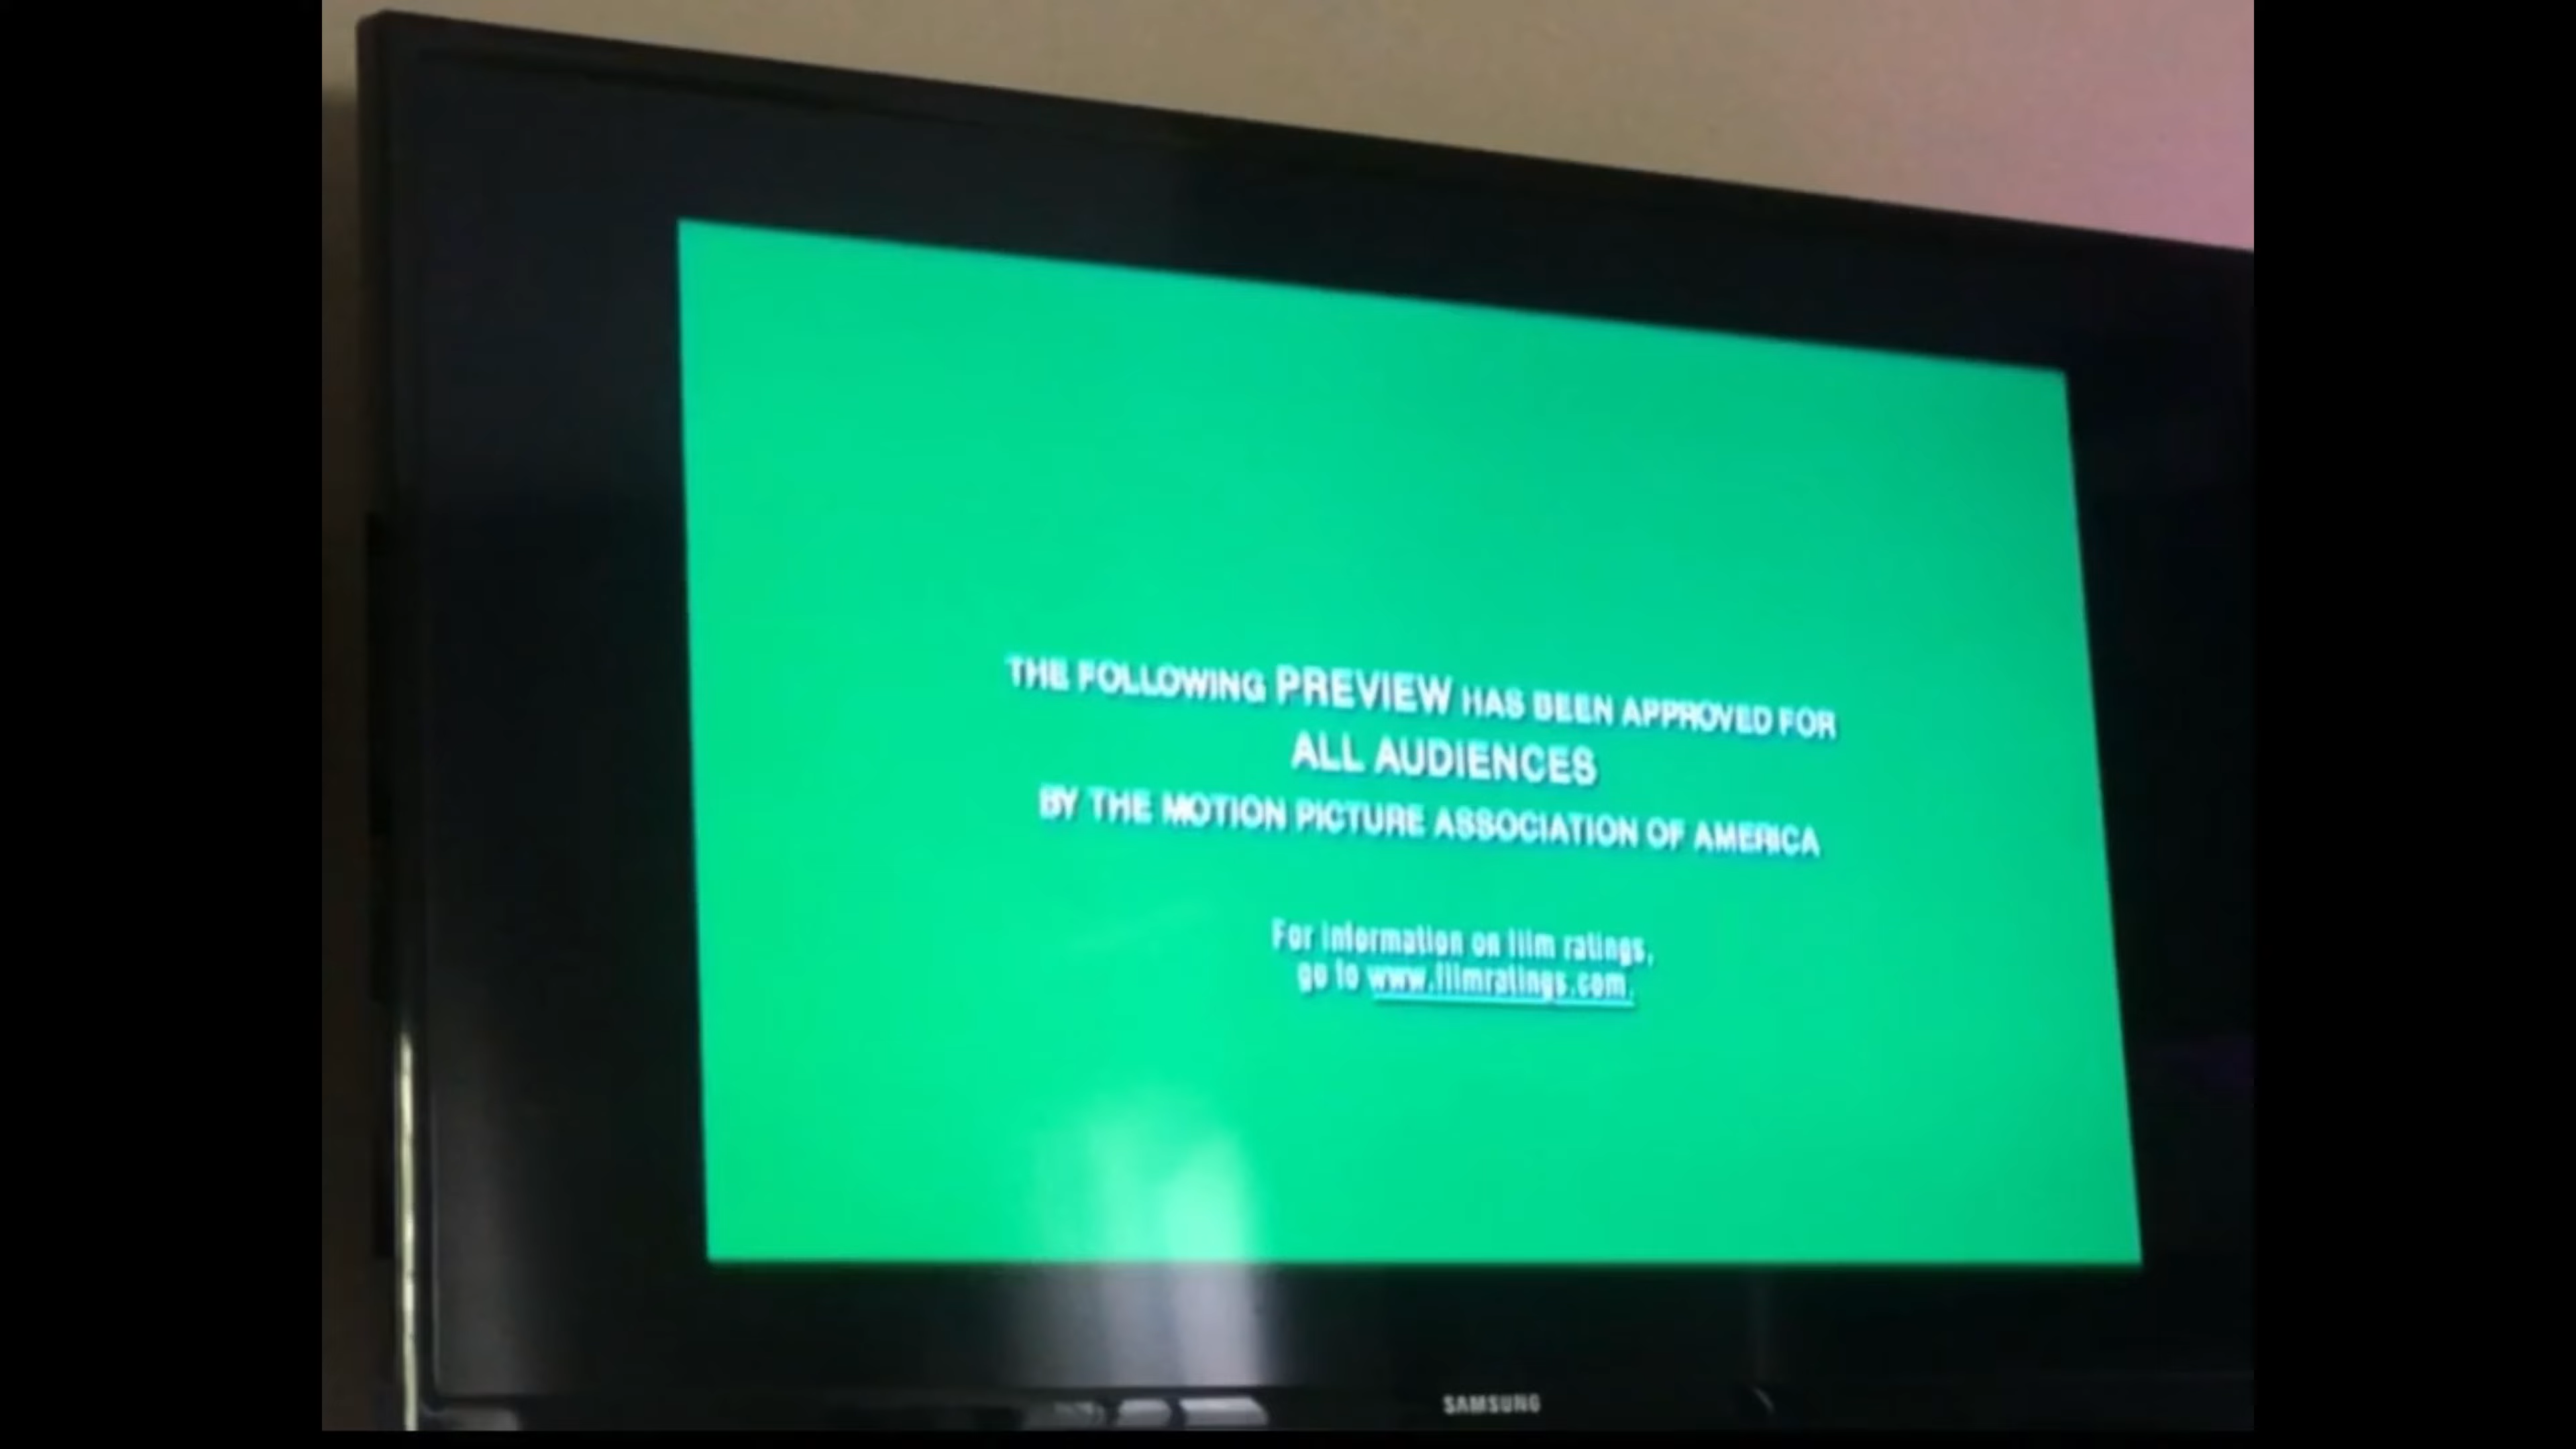 THE FOLLOWING PREVIEW HAS BEEN APPROVED FOR
ALL AUDIENCES
BY THE MOTION PICTURE ASSOCIATION OF AMERICA
For information on film ratings,
go to www.filmratings.com.
SAMSUNG